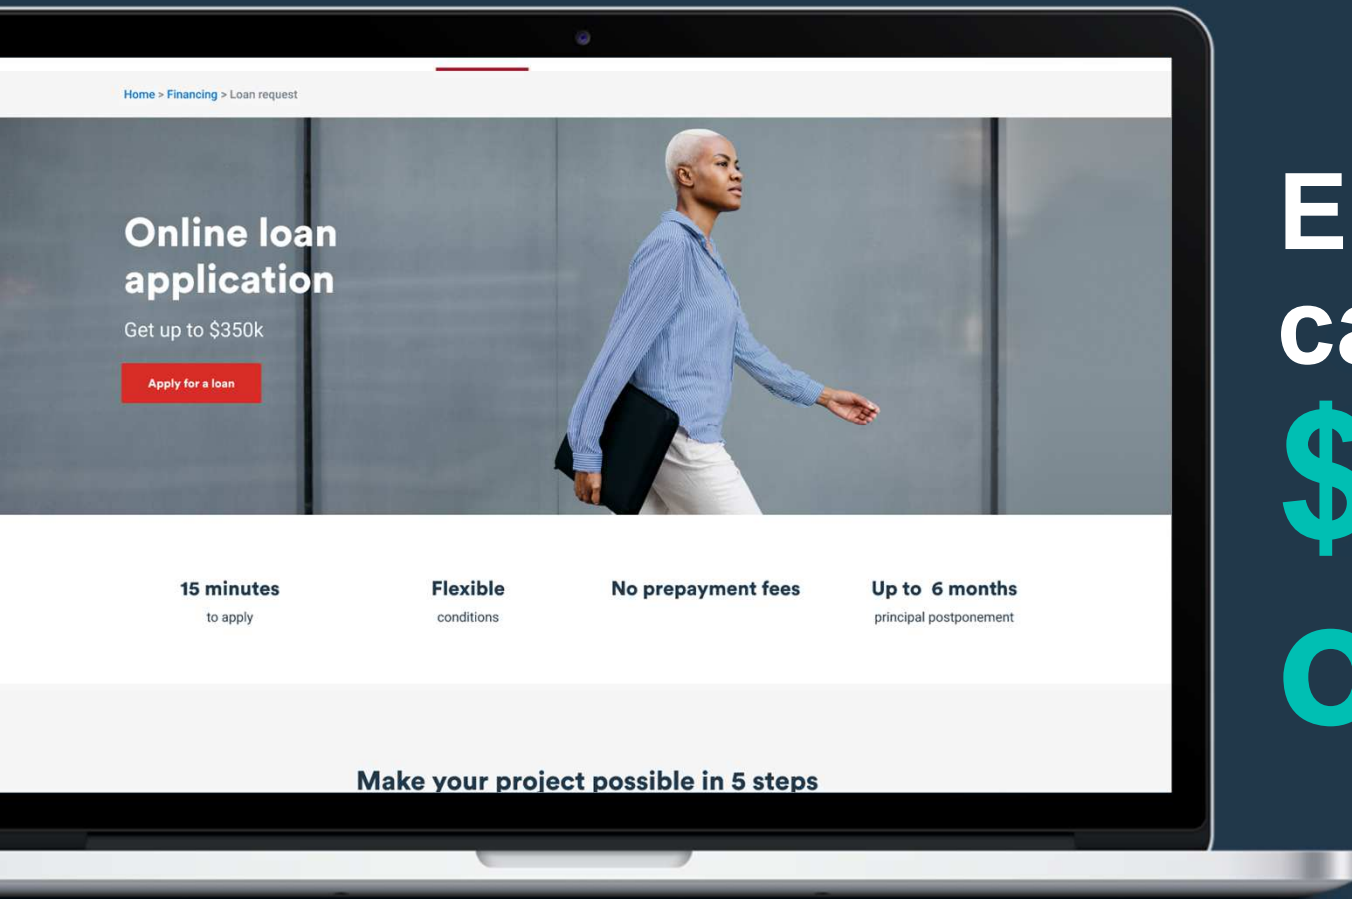 Home > Financing > Loan request
Online loan
application
Get up to $350k
Apply for a loan
15 minutes
to apply
Flexible
conditions
No prepayment fees
Up to 6 months
principal postponement
Make your project possible in 5 steps
$